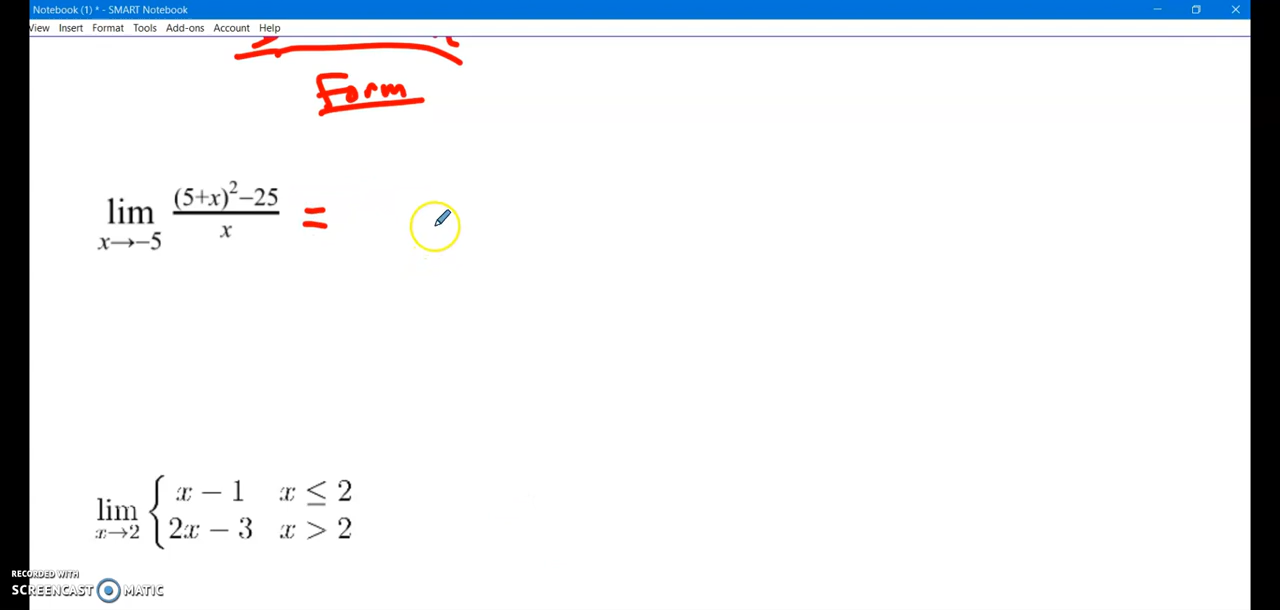 Notebook (1) * - SMART Notebook
View Insert Format Tools Add-ons Account Help
Form
lim x→-5 (5+x)²-25 / x =
lim x→2 { x − 1 x ≤ 2
2x − 3 x > 2
RECORDED WITH
SCREENCAST MATIC